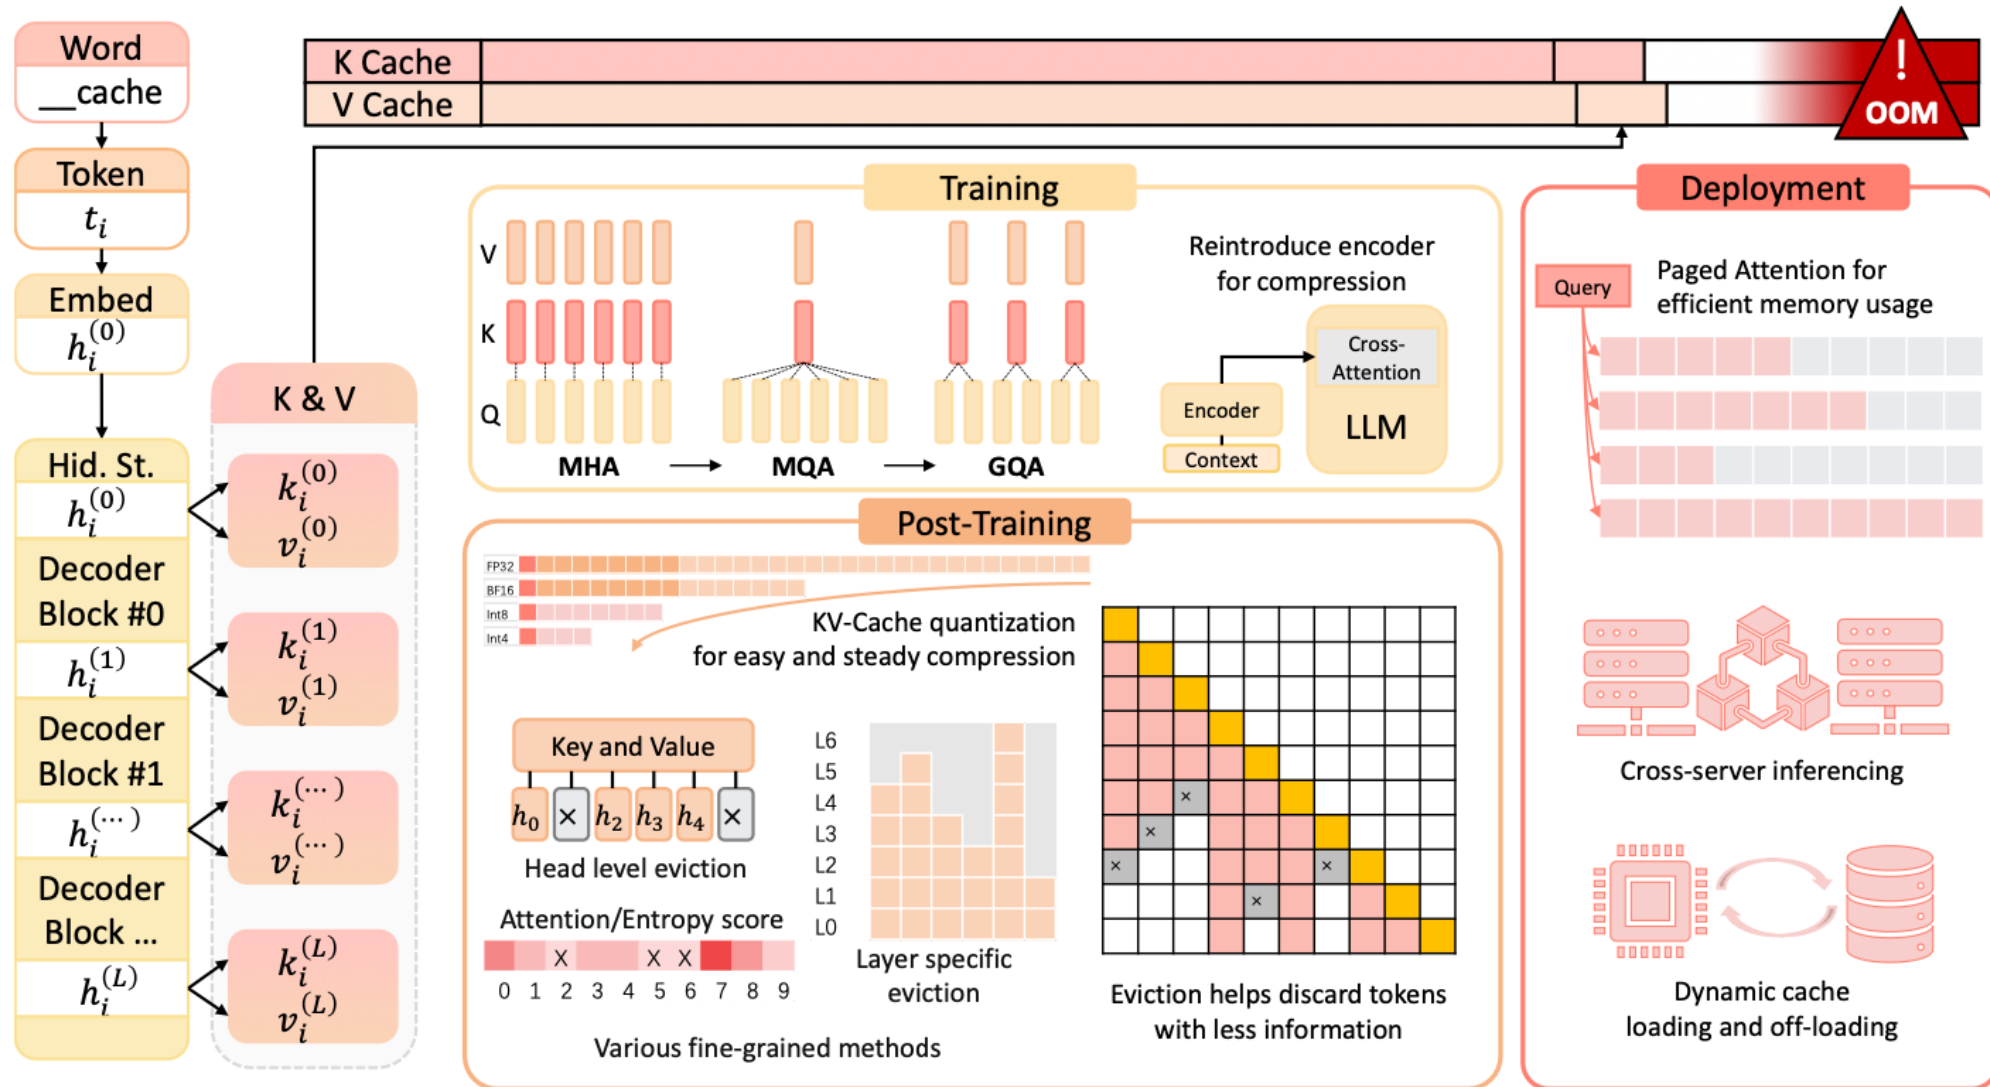 Word
__cache
Token
t_i
Embed
h_i^(0)
Hid. St.
h_i^(0)
Decoder
Block #0
h_i^(1)
Decoder
Block #1
h_i^(...)
Decoder
Block ...
h_i^(L)
K & V
k_i^(0)
v_i^(0)
k_i^(1)
v_i^(1)
k_i^(...)
v_i^(...)
k_i^(L)
v_i^(L)
K Cache
V Cache
!
OOM
Training
V
K
Q
MHA
MQA
GQA
Reintroduce encoder
for compression
Cross-
Attention
LLM
Encoder
Context
Post-Training
FP32
BF16
Int8
Int4
KV-Cache quantization
for easy and steady compression
Key and Value
h_0 × h_2 h_3 h_4 ×
Head level eviction
Attention/Entropy score
X X X
0 1 2 3 4 5 6 7 8 9
Various fine-grained methods
L6
L5
L4
L3
L2
L1
L0
Layer specific
eviction
×
×
× ×
×
Eviction helps discard tokens
with less information
Deployment
Query
Paged Attention for
efficient memory usage
Cross-server inferencing
Dynamic cache
loading and off-loading